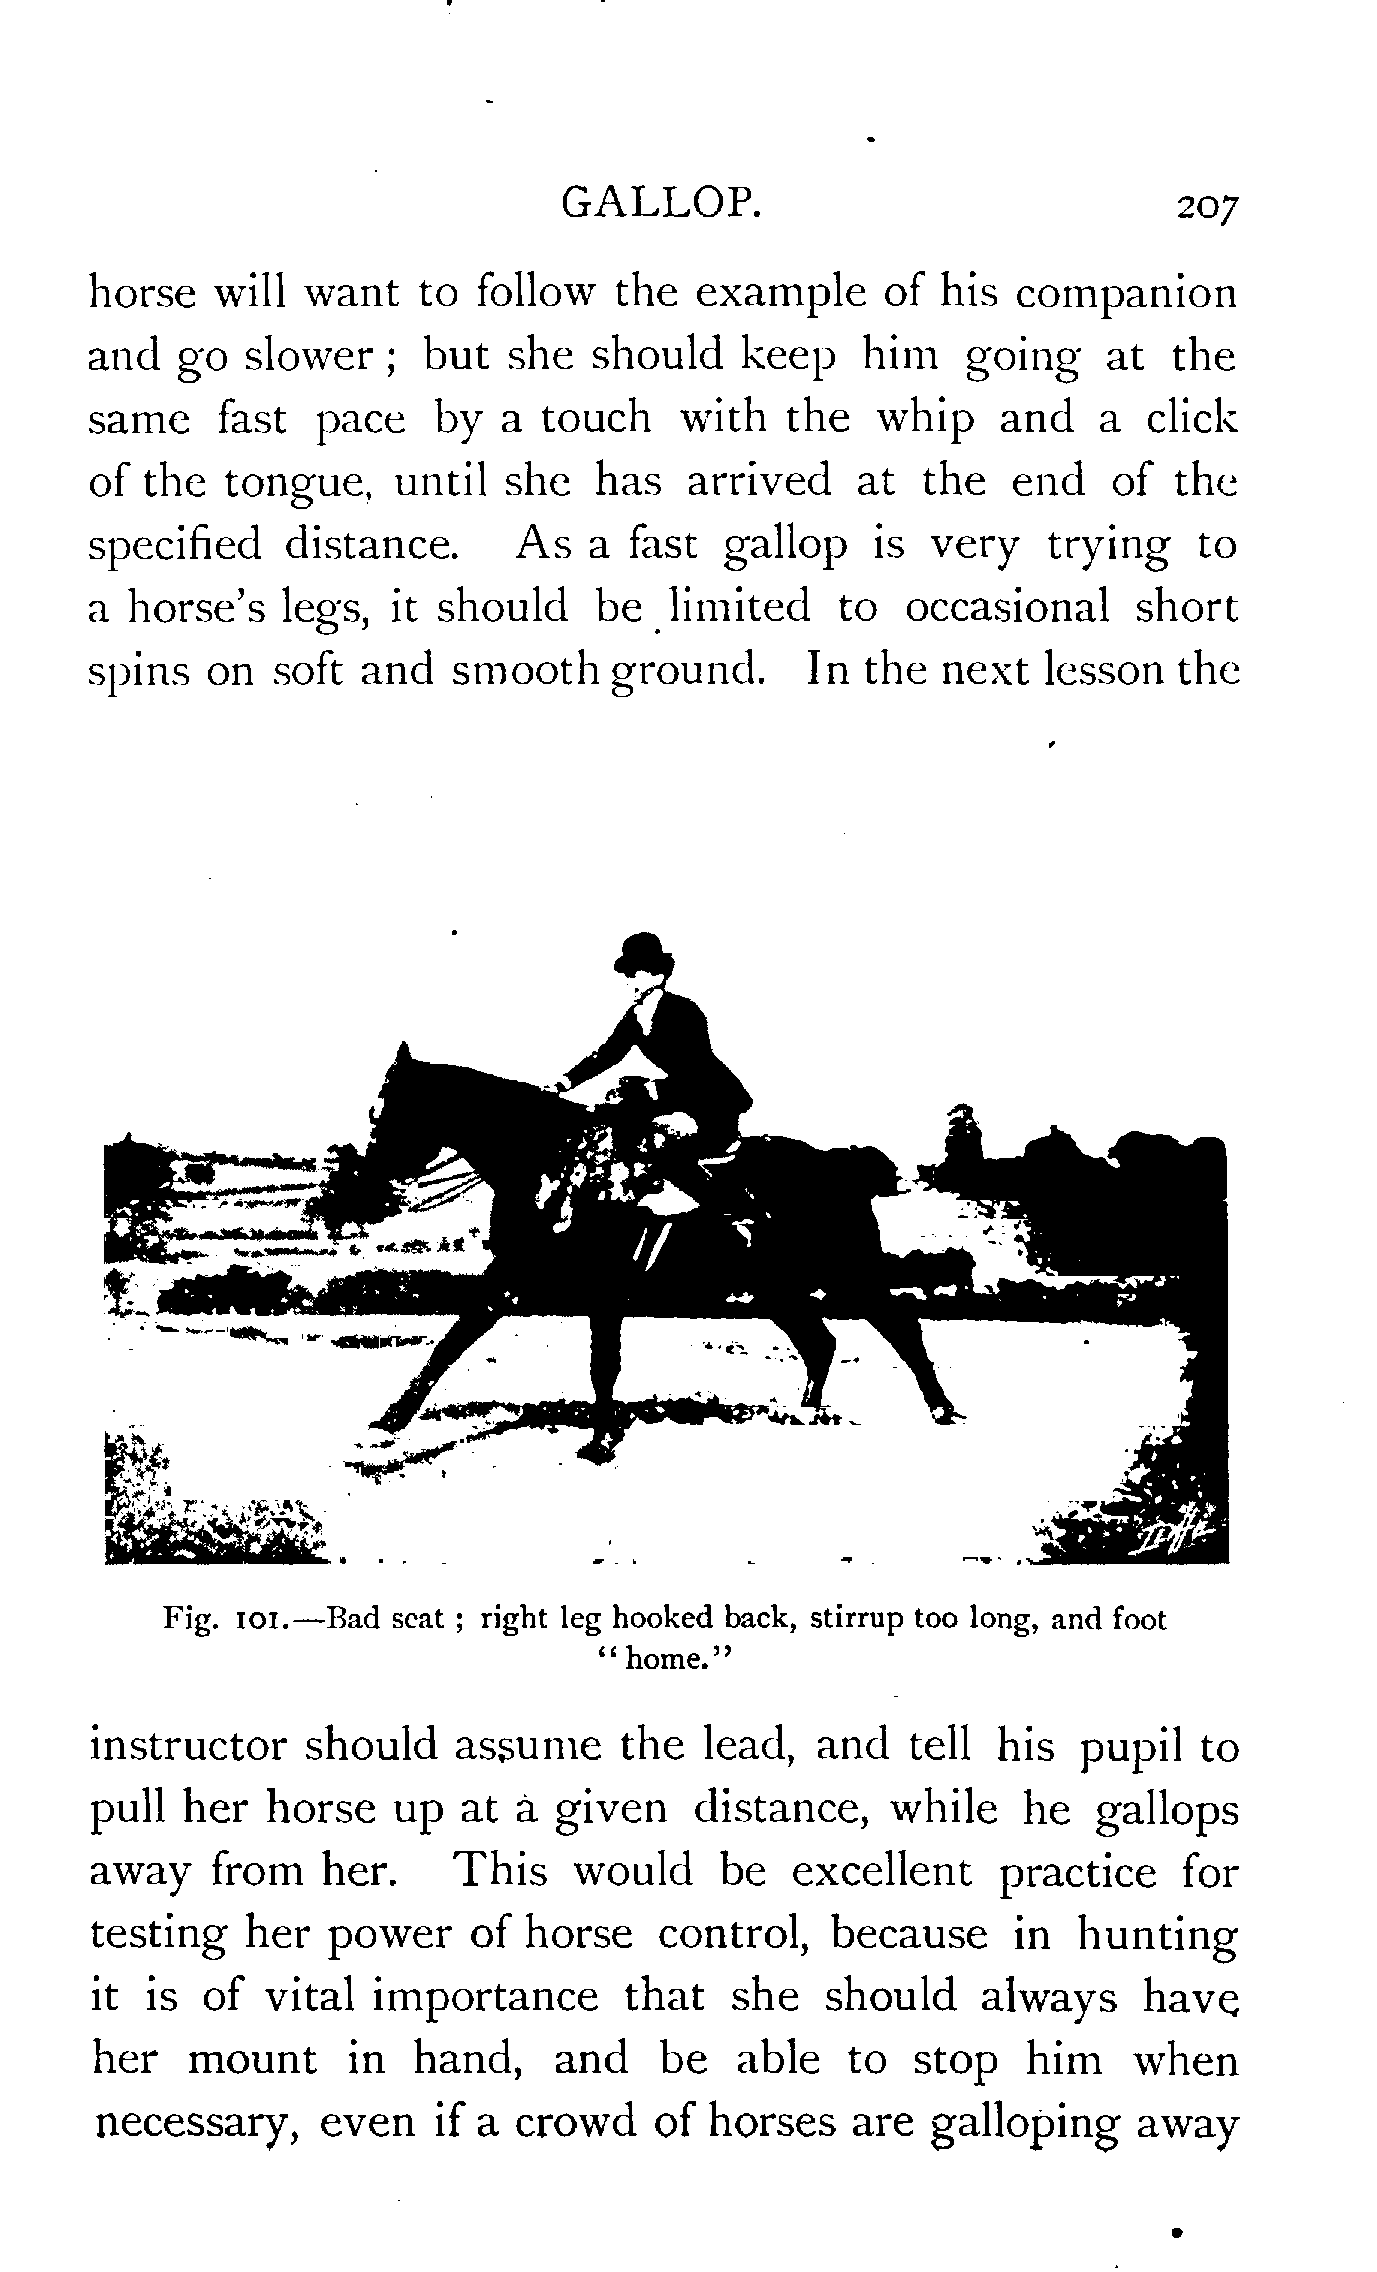 GALLOP. 207
horse will want to follow the example of his companion
and go slower ; but she should keep him going at the
same fast pace by a touch with the whip and a click
of the tongue, until she has arrived at the end of the
specified distance. As a fast gallop is very trying to
a horse's legs, it should be limited to occasional short
spins on soft and smooth ground. In the next lesson the
Fig. 101.—Bad seat ; right leg hooked back, stirrup too long, and foot
“ home.”
instructor should assume the lead, and tell his pupil to
pull her horse up at a given distance, while he gallops
away from her. This would be excellent practice for
testing her power of horse control, because in hunting
it is of vital importance that she should always have
her mount in hand, and be able to stop him when
necessary, even if a crowd of horses are galloping away